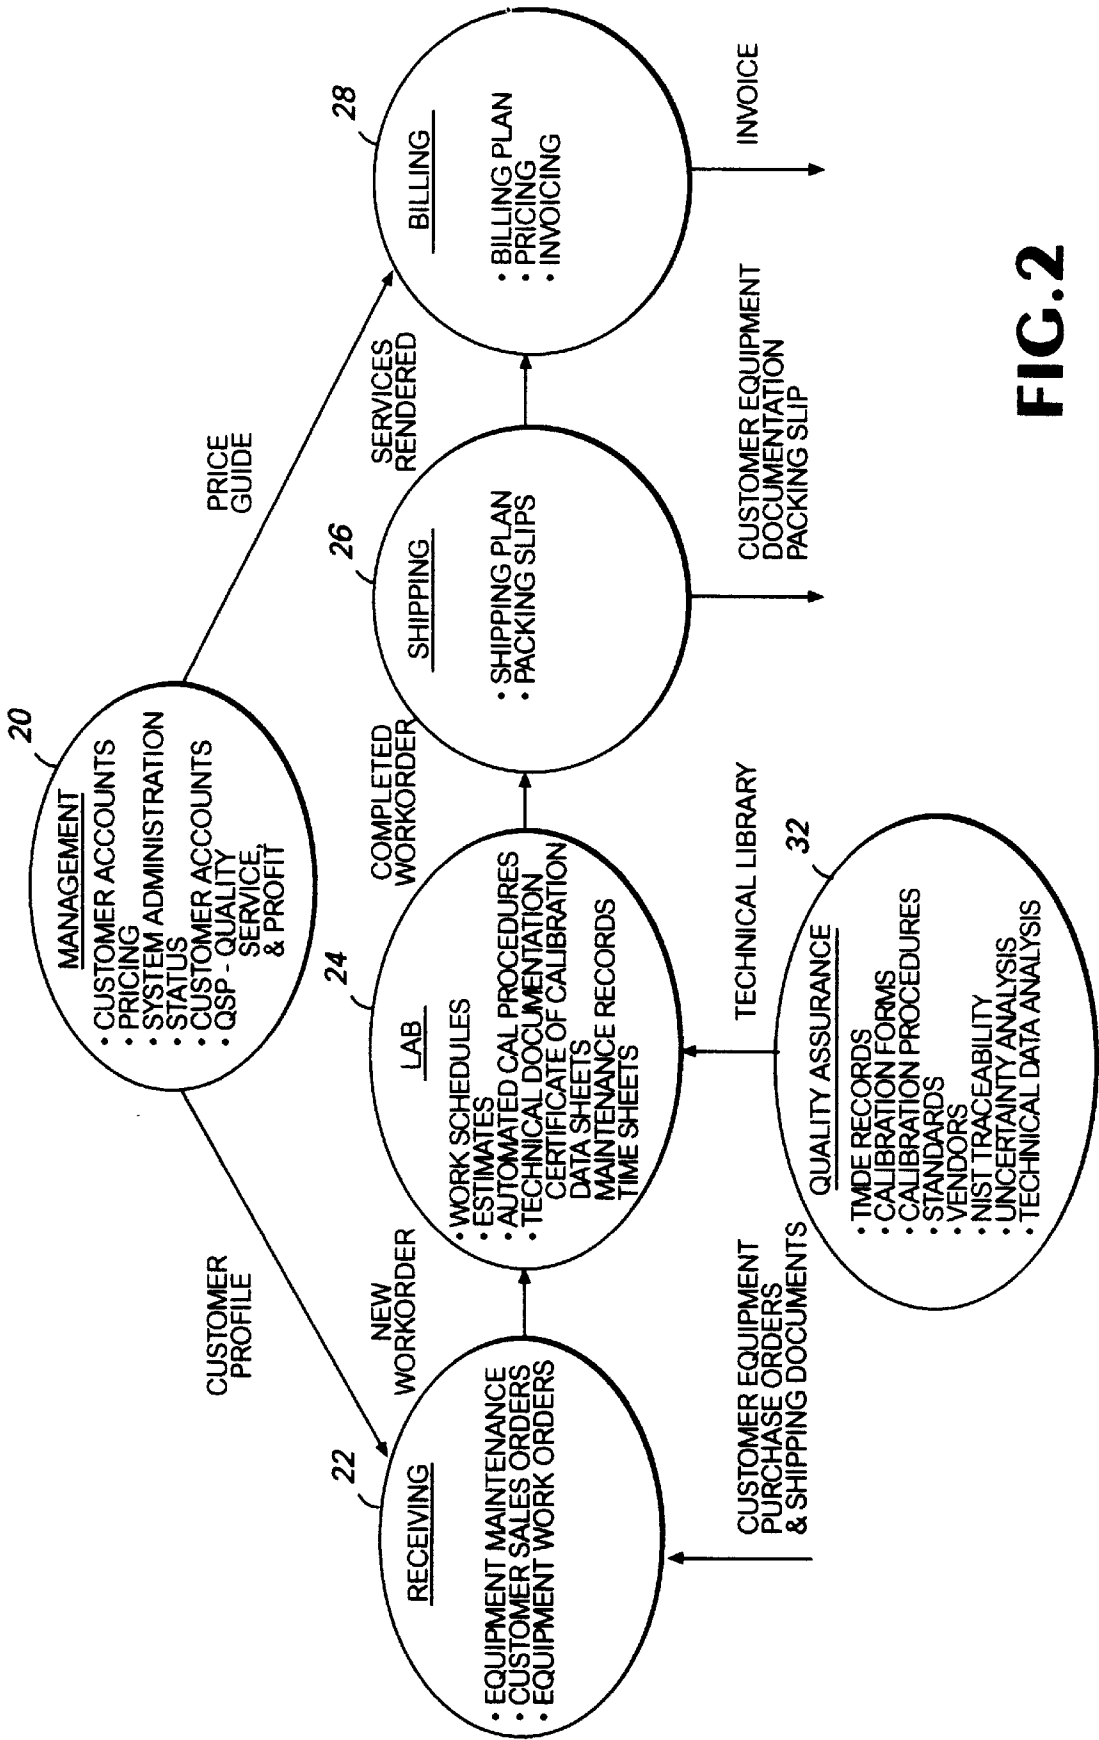 20
MANAGEMENT
• CUSTOMER ACCOUNTS
• PRICING
• SYSTEM ADMINISTRATION
• STATUS
• CUSTOMER ACCOUNTS
• QSP - QUALITY
SERVICE,
& PROFIT
CUSTOMER
PROFILE
PRICE
GUIDE
22
RECEIVING
• EQUIPMENT MAINTENANCE
• CUSTOMER SALES ORDERS
• EQUIPMENT WORK ORDERS
NEW
WORKORDER
24
LAB
• WORK SCHEDULES
• ESTIMATES
• AUTOMATED CAL PROCEDURES
• TECHNICAL DOCUMENTATION
CERTIFICATE OF CALIBRATION
DATA SHEETS
MAINTENANCE RECORDS
TIME SHEETS
COMPLETED
WORKORDER
26
SHIPPING
• SHIPPING PLAN
• PACKING SLIPS
SERVICES
RENDERED
28
BILLING
• BILLING PLAN
• PRICING
• INVOICING
CUSTOMER EQUIPMENT
PURCHASE ORDERS
& SHIPPING DOCUMENTS
TECHNICAL LIBRARY
CUSTOMER EQUIPMENT
DOCUMENTATION
PACKING SLIP
INVOICE
32
QUALITY ASSURANCE
• TMDE RECORDS
• CALIBRATION FORMS
• CALIBRATION PROCEDURES
• STANDARDS
• VENDORS
• NIST TRACEABILITY
• UNCERTAINTY ANALYSIS
• TECHNICAL DATA ANALYSIS
FIG.2